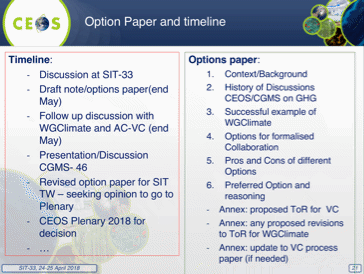 CEOS
Option Paper and timeline
Timeline:
- Discussion at SIT-33
- Draft note/options paper(end
May)
- Follow up discussion with
WGClimate and AC-VC (end
May)
- Presentation/Discussion
CGMS- 46
- Revised option paper for SIT
TW – seeking opinion to go to
Plenary
- CEOS Plenary 2018 for
decision
- …
Options paper:
1. Context/Background
2. History of Discussions
CEOS/CGMS on GHG
3. Successful example of
WGClimate
4. Options for formalised
Collaboration
5. Pros and Cons of different
Options
6. Preferred Option and
reasoning
- Annex: proposed ToR for VC
- Annex: any proposed revisions
to ToR for WGClimate
- Annex: update to VC process
paper (if needed)
SIT-33, 24-25 April 2018
21